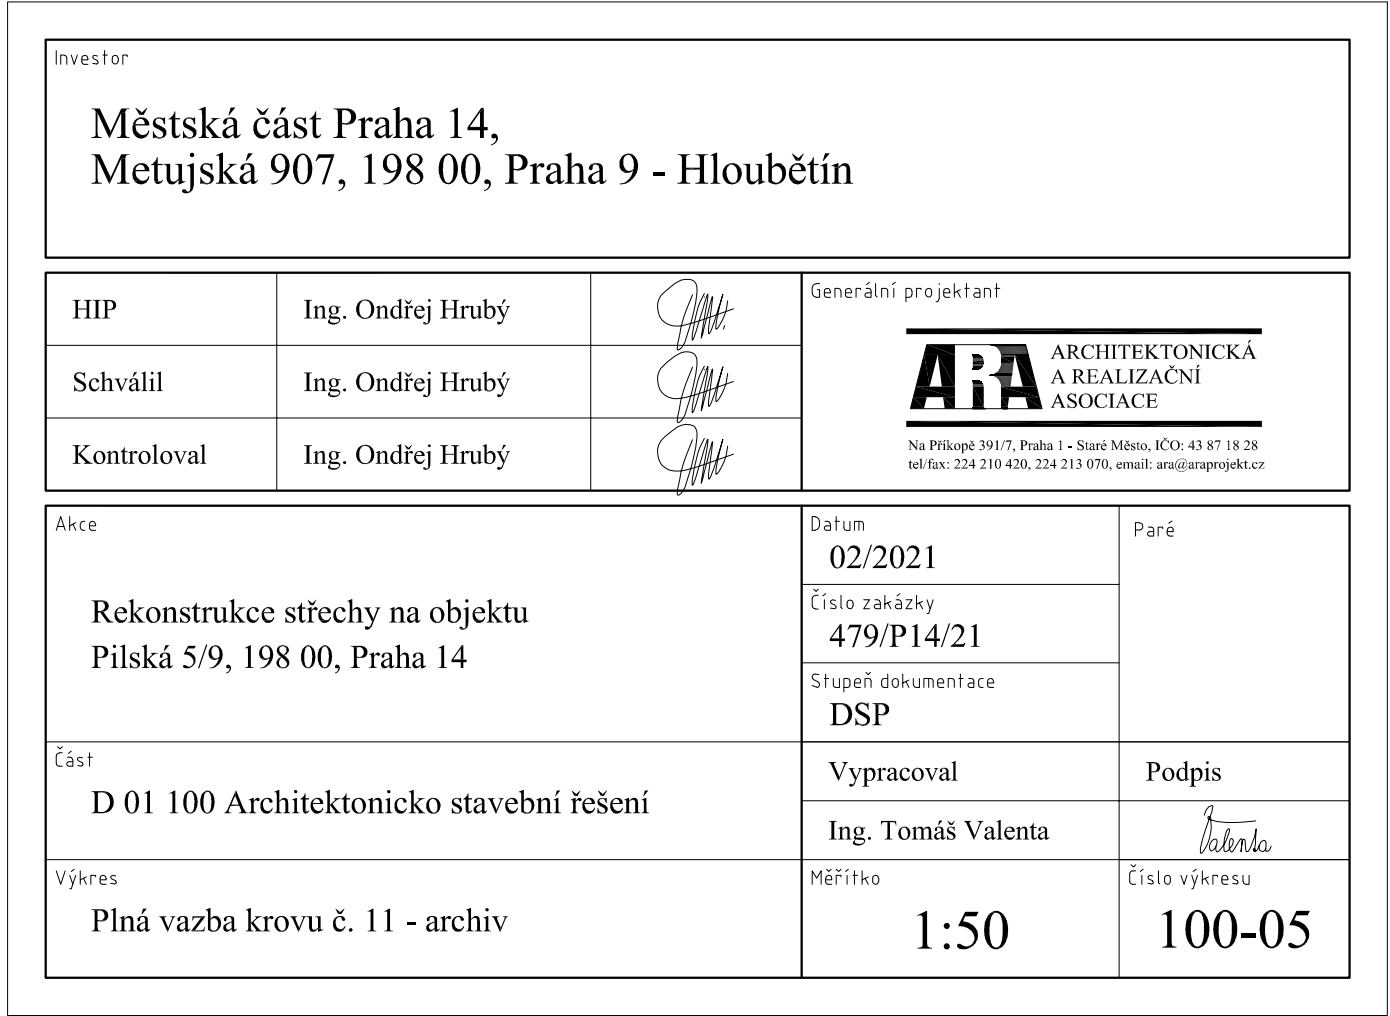 Investor
Městská část Praha 14,
Metujská 907, 198 00, Praha 9 - Hloubětín
HIP
Ing. Ondřej Hrubý
Schválil
Ing. Ondřej Hrubý
Kontroloval
Ing. Ondřej Hrubý
Generální projektant
ARA
ARCHITEKTONICKÁ
A REALIZAČNÍ
ASOCIACE
Na Příkopě 391/7, Praha 1 - Staré Město, IČO: 43 87 18 28
tel/fax: 224 210 420, 224 213 070, email: ara@araprojekt.cz
Akce
Rekonstrukce střechy na objektu
Pilská 5/9, 198 00, Praha 14
Datum
02/2021
Číslo zakázky
479/P14/21
Stupeň dokumentace
DSP
Paré
Část
D 01 100 Architektonicko stavební řešení
Vypracoval
Podpis
Ing. Tomáš Valenta
Valenta
Výkres
Plná vazba krovu č. 11 - archiv
Měřítko
1:50
Číslo výkresu
100-05